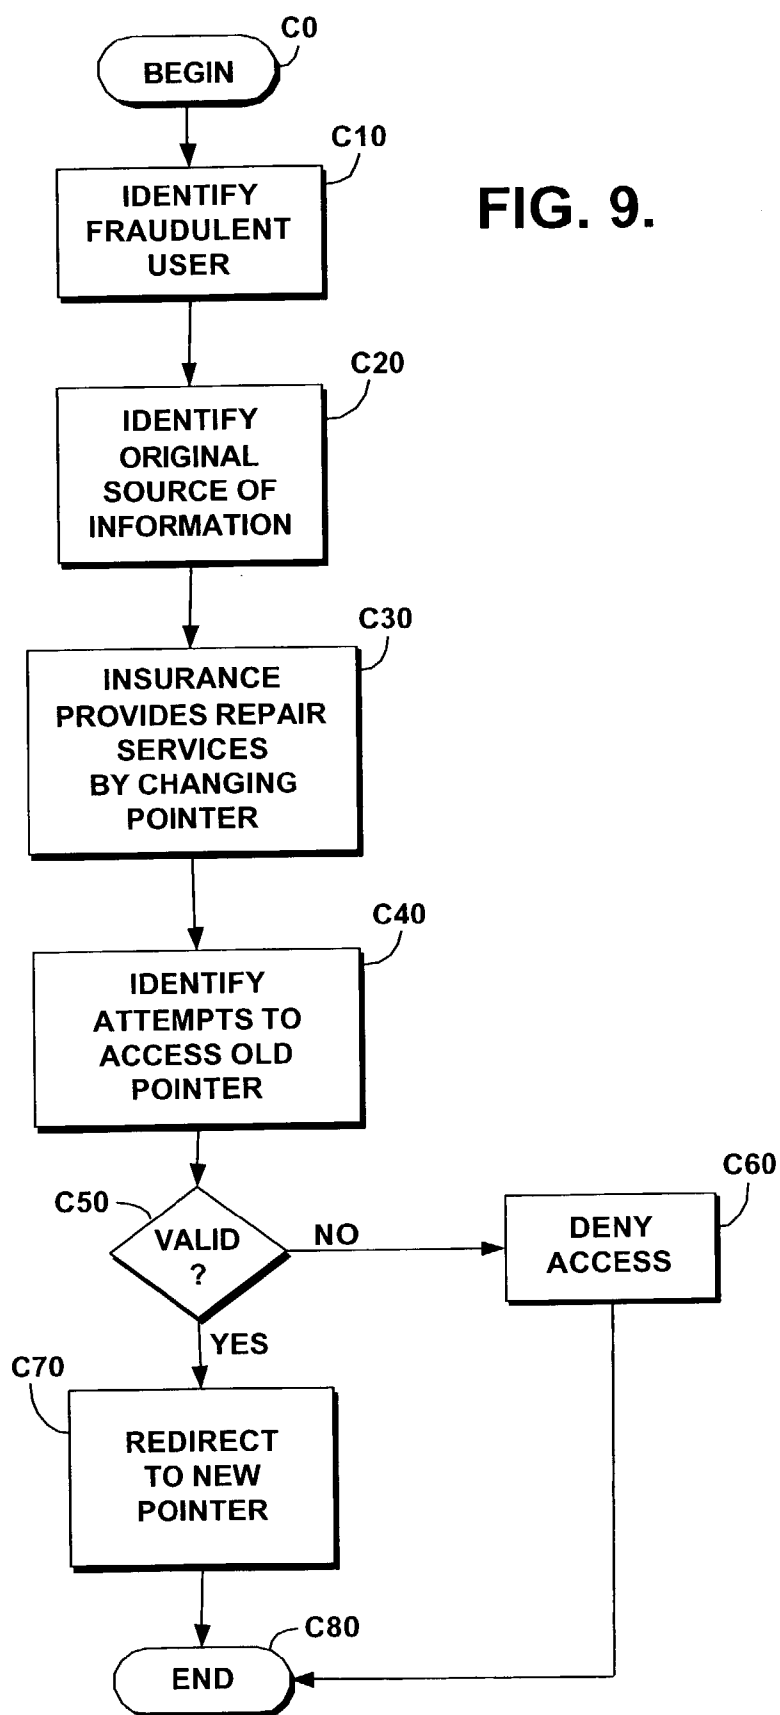 C0
BEGIN
C10
IDENTIFY
FRAUDULENT
USER
FIG. 9.
C20
IDENTIFY
ORIGINAL
SOURCE OF
INFORMATION
C30
INSURANCE
PROVIDES REPAIR
SERVICES
BY CHANGING
POINTER
C40
IDENTIFY
ATTEMPTS TO
ACCESS OLD
POINTER
C50
VALID
?
NO
C60
DENY
ACCESS
YES
C70
REDIRECT
TO NEW
POINTER
C80
END